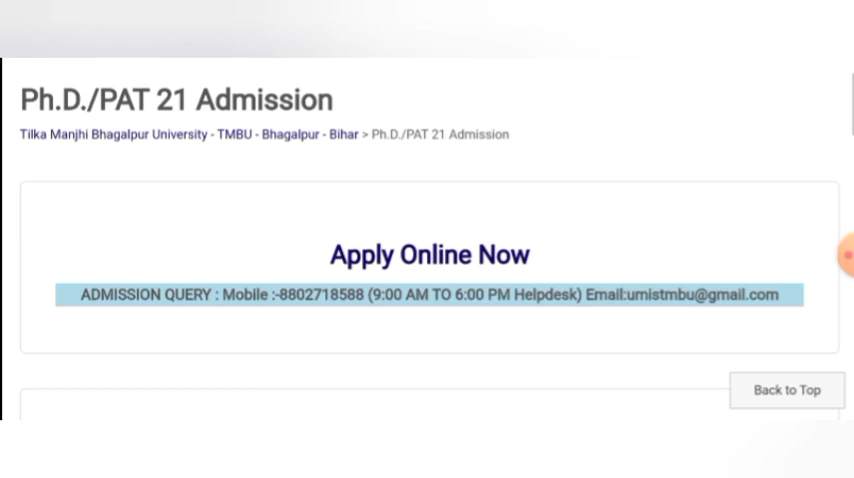 Ph.D./PAT 21 Admission
Tilka Manjhi Bhagalpur University - TMBU - Bhagalpur - Bihar > Ph.D./PAT 21 Admission
Apply Online Now
ADMISSION QUERY : Mobile :-8802718588 (9:00 AM TO 6:00 PM Helpdesk) Email:umistmbu@gmail.com
Back to Top